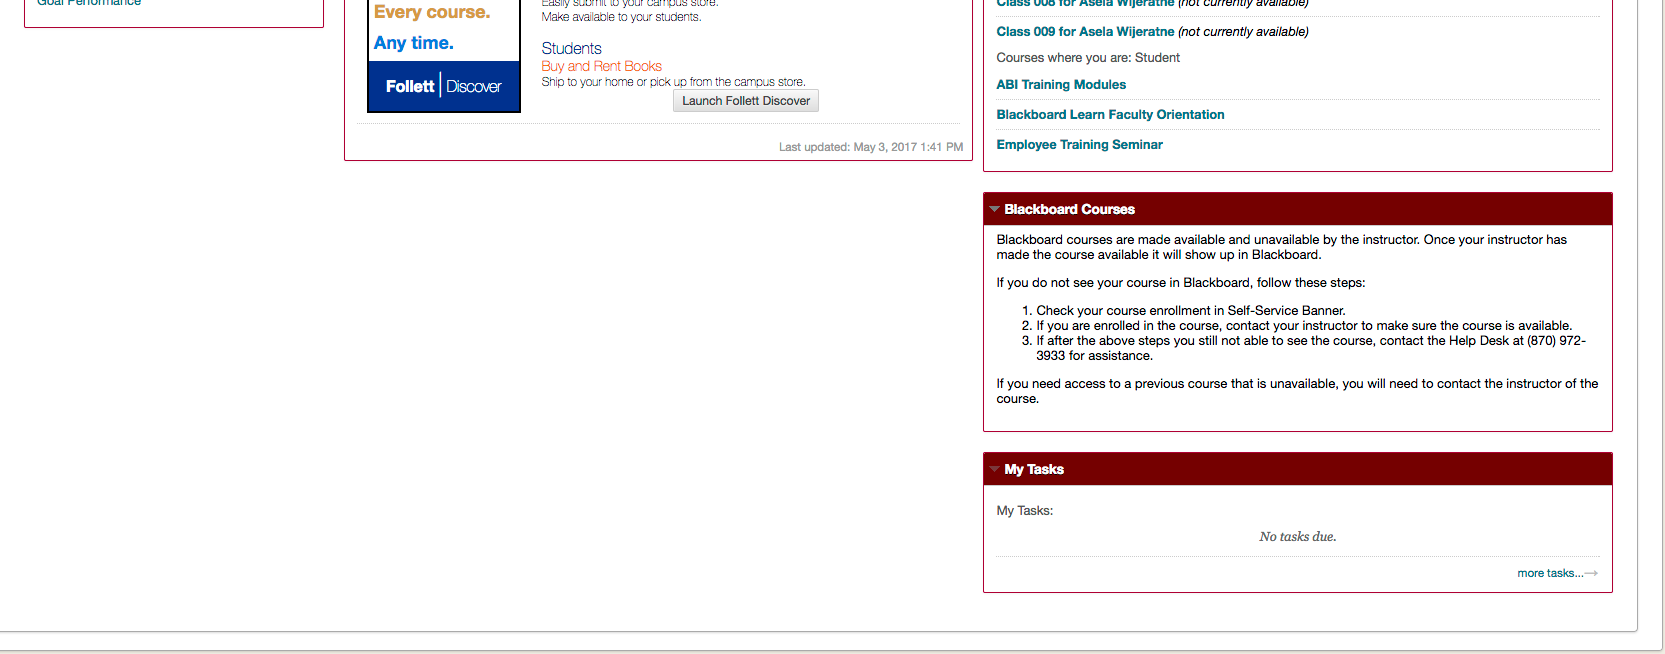 Goal Performance
Every course.
Any time.
Follett Discover
Easily submit to your campus store.
Make available to your students.
Students
Buy and Rent Books
Ship to your home or pick up from the campus store.
Launch Follett Discover
Last updated: May 3, 2017 1:41 PM
Class 008 for Asela Wijeratne (not currently available)
Class 009 for Asela Wijeratne (not currently available)
Courses where you are: Student
ABI Training Modules
Blackboard Learn Faculty Orientation
Employee Training Seminar
Blackboard Courses
Blackboard courses are made available and unavailable by the instructor. Once your instructor has
made the course available it will show up in Blackboard.
If you do not see your course in Blackboard, follow these steps:
1. Check your course enrollment in Self-Service Banner.
2. If you are enrolled in the course, contact your instructor to make sure the course is available.
3. If after the above steps you still not able to see the course, contact the Help Desk at (870) 972-
3933 for assistance.
If you need access to a previous course that is unavailable, you will need to contact the instructor of the
course.
My Tasks
My Tasks:
No tasks due.
more tasks...→